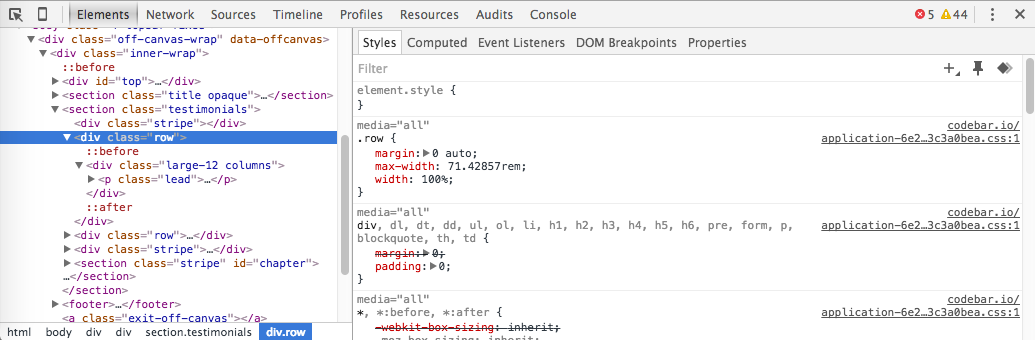 Elements Network Sources Timeline Profiles Resources Audits Console 5 44
<div class="off-canvas-wrap" data-offcanvas>
<div class="inner-wrap">
::before
<div id="top">…</div>
<section class="title opaque">…</section>
<section class="testimonials">
<div class="stripe"></div>
<div class="row">
::before
<div class="large-12 columns">
<p class="lead">…</p>
</div>
::after
</div>
<div class="row">…</div>
<div class="stripe">…</div>
<section class="stripe" id="chapter">
…</section>
</section>
<footer>…</footer>
<a class="exit-off-canvas"></a>
html body div div section.testimonials div.row
Styles Computed Event Listeners DOM Breakpoints Properties
Filter
element.style {
}
media="all" codebar.io/
.row { application-6e2…3c3a0bea.css:1
margin: 0 auto;
max-width: 71.42857rem;
width: 100%;
}
media="all" codebar.io/
div, dl, dt, dd, ul, ol, li, h1, h2, h3, h4, h5, h6, pre, form, p, application-6e2…3c3a0bea.css:1
blockquote, th, td {
margin: 0;
padding: 0;
}
media="all" codebar.io/
*, *:before, *:after { application-6e2…3c3a0bea.css:1
-webkit-box-sizing: inherit;
-moz-box-sizing: inherit;